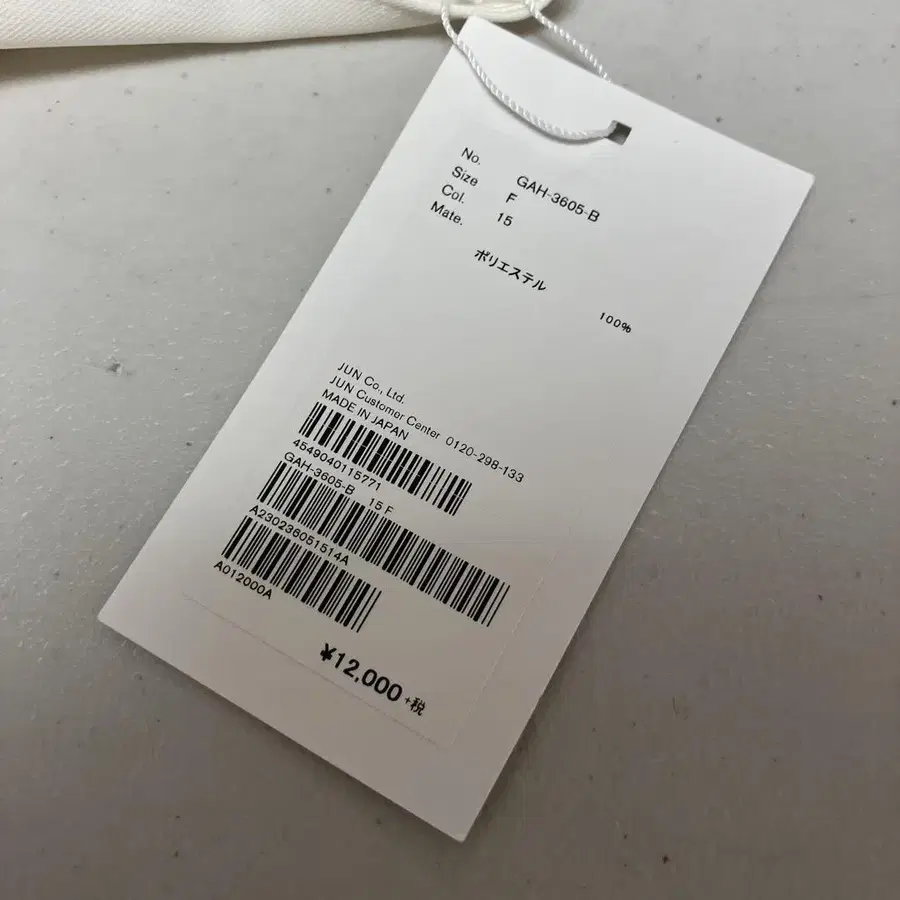 No. GAH-3605-B
Size F
Col. 15
Mate.
ポリエステル
100%
JUN Co., Ltd.
JUN Customer Center 0120-298-133
MADE IN JAPAN
4549040115771
GAH-3605-B 15 F
A230236051514A
A012000A
¥12,000 +税